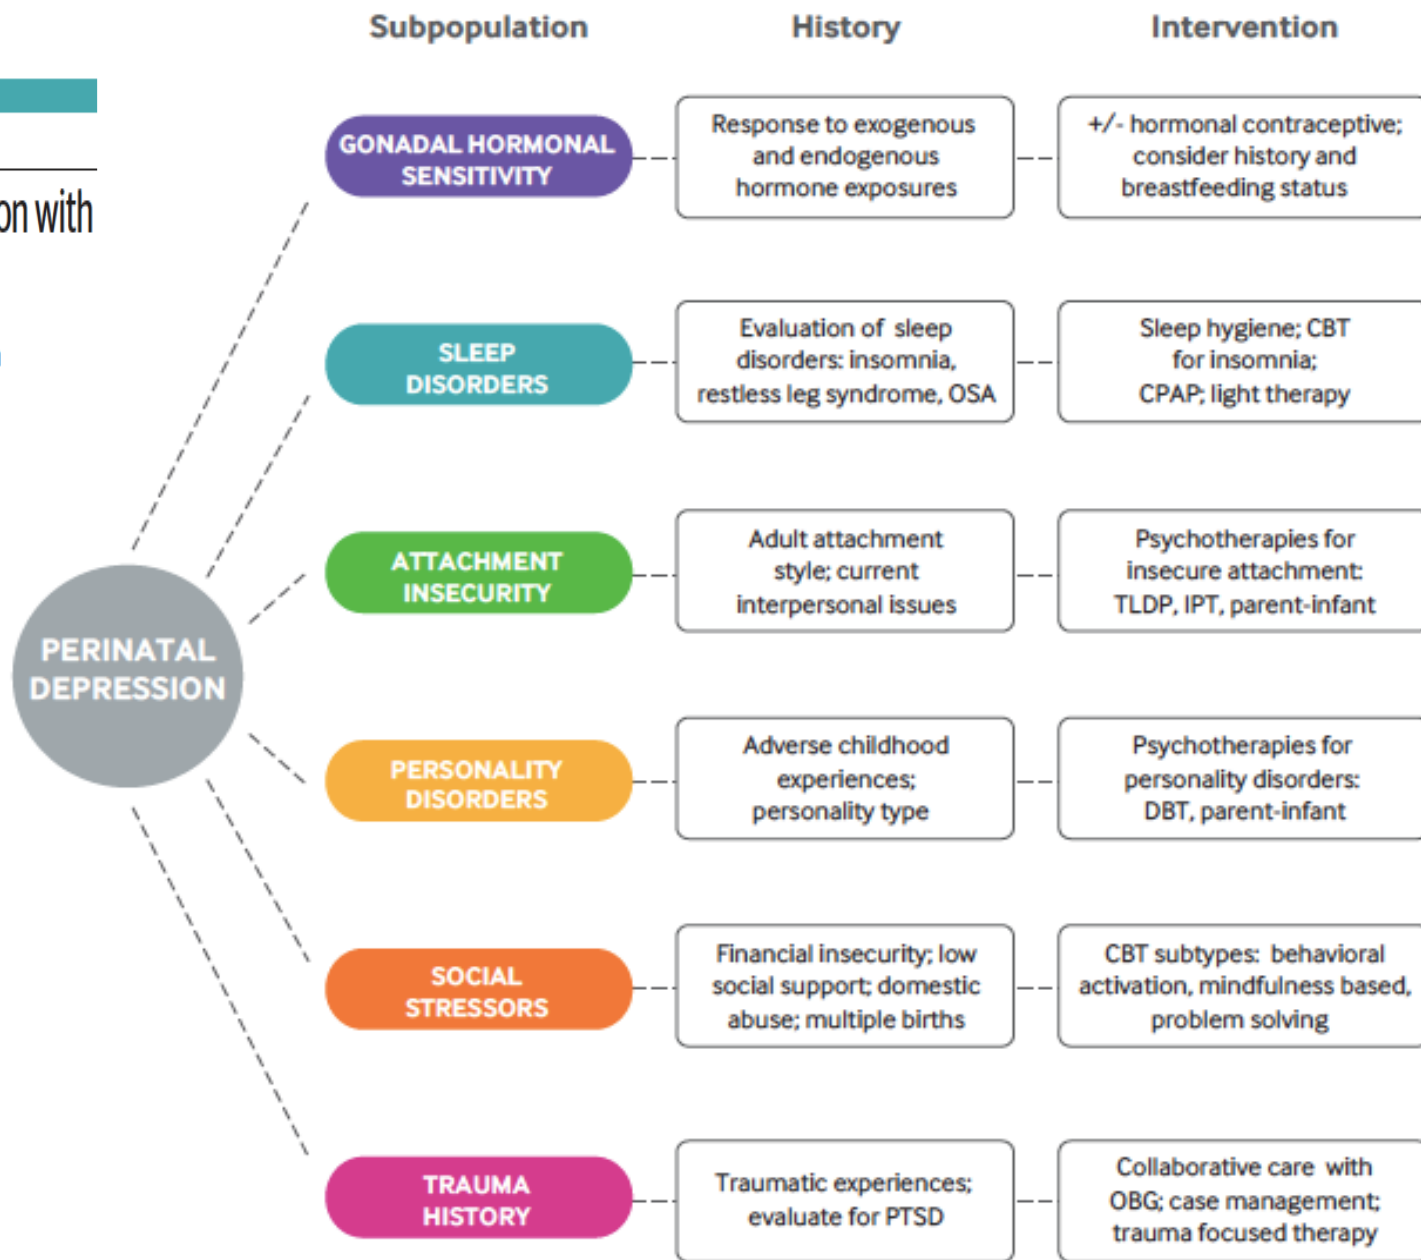 Subpopulation
History
Intervention
on with
GONADAL HORMONAL
SENSITIVITY
Response to exogenous
and endogenous
hormone exposures
+/- hormonal contraceptive;
consider history and
breastfeeding status
SLEEP
DISORDERS
Evaluation of sleep
disorders: insomnia,
restless leg syndrome, OSA
Sleep hygiene; CBT
for insomnia;
CPAP; light therapy
ATTACHMENT
INSECURITY
Adult attachment
style; current
interpersonal issues
Psychotherapies for
insecure attachment:
TLDP, IPT, parent-infant
PERINATAL
DEPRESSION
PERSONALITY
DISORDERS
Adverse childhood
experiences;
personality type
Psychotherapies for
personality disorders:
DBT, parent-infant
SOCIAL
STRESSORS
Financial insecurity; low
social support; domestic
abuse; multiple births
CBT subtypes: behavioral
activation, mindfulness based,
problem solving
TRAUMA
HISTORY
Traumatic experiences;
evaluate for PTSD
Collaborative care with
OBG; case management;
trauma focused therapy